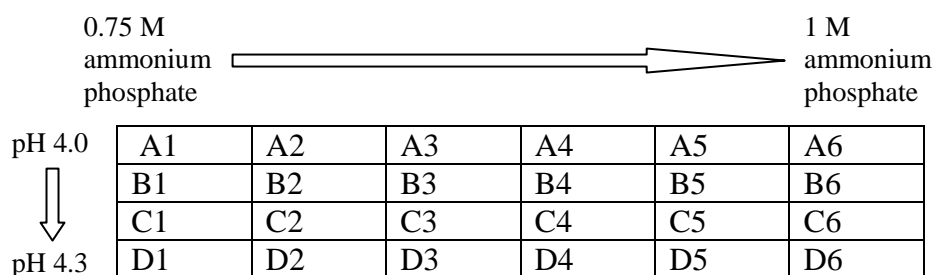 0.75 M
ammonium
phosphate
1 M
ammonium
phosphate
pH 4.0 A1 A2 A3 A4 A5 A6
B1 B2 B3 B4 B5 B6
C1 C2 C3 C4 C5 C6
pH 4.3 D1 D2 D3 D4 D5 D6